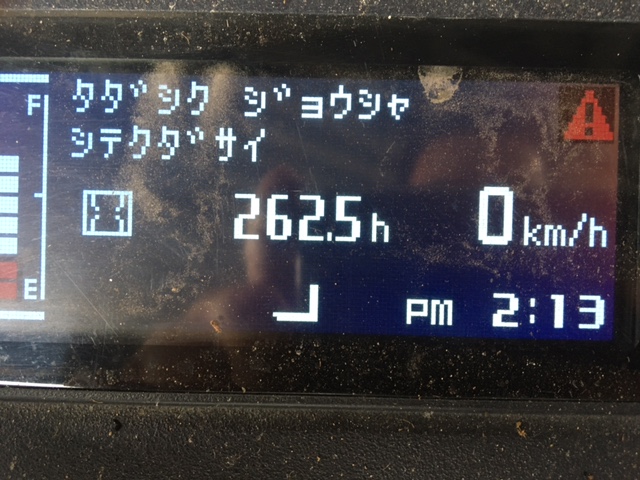 タダシク ジョウシャ
シテクダサイ
F
262.5h 0km/h
E
PM 2:13